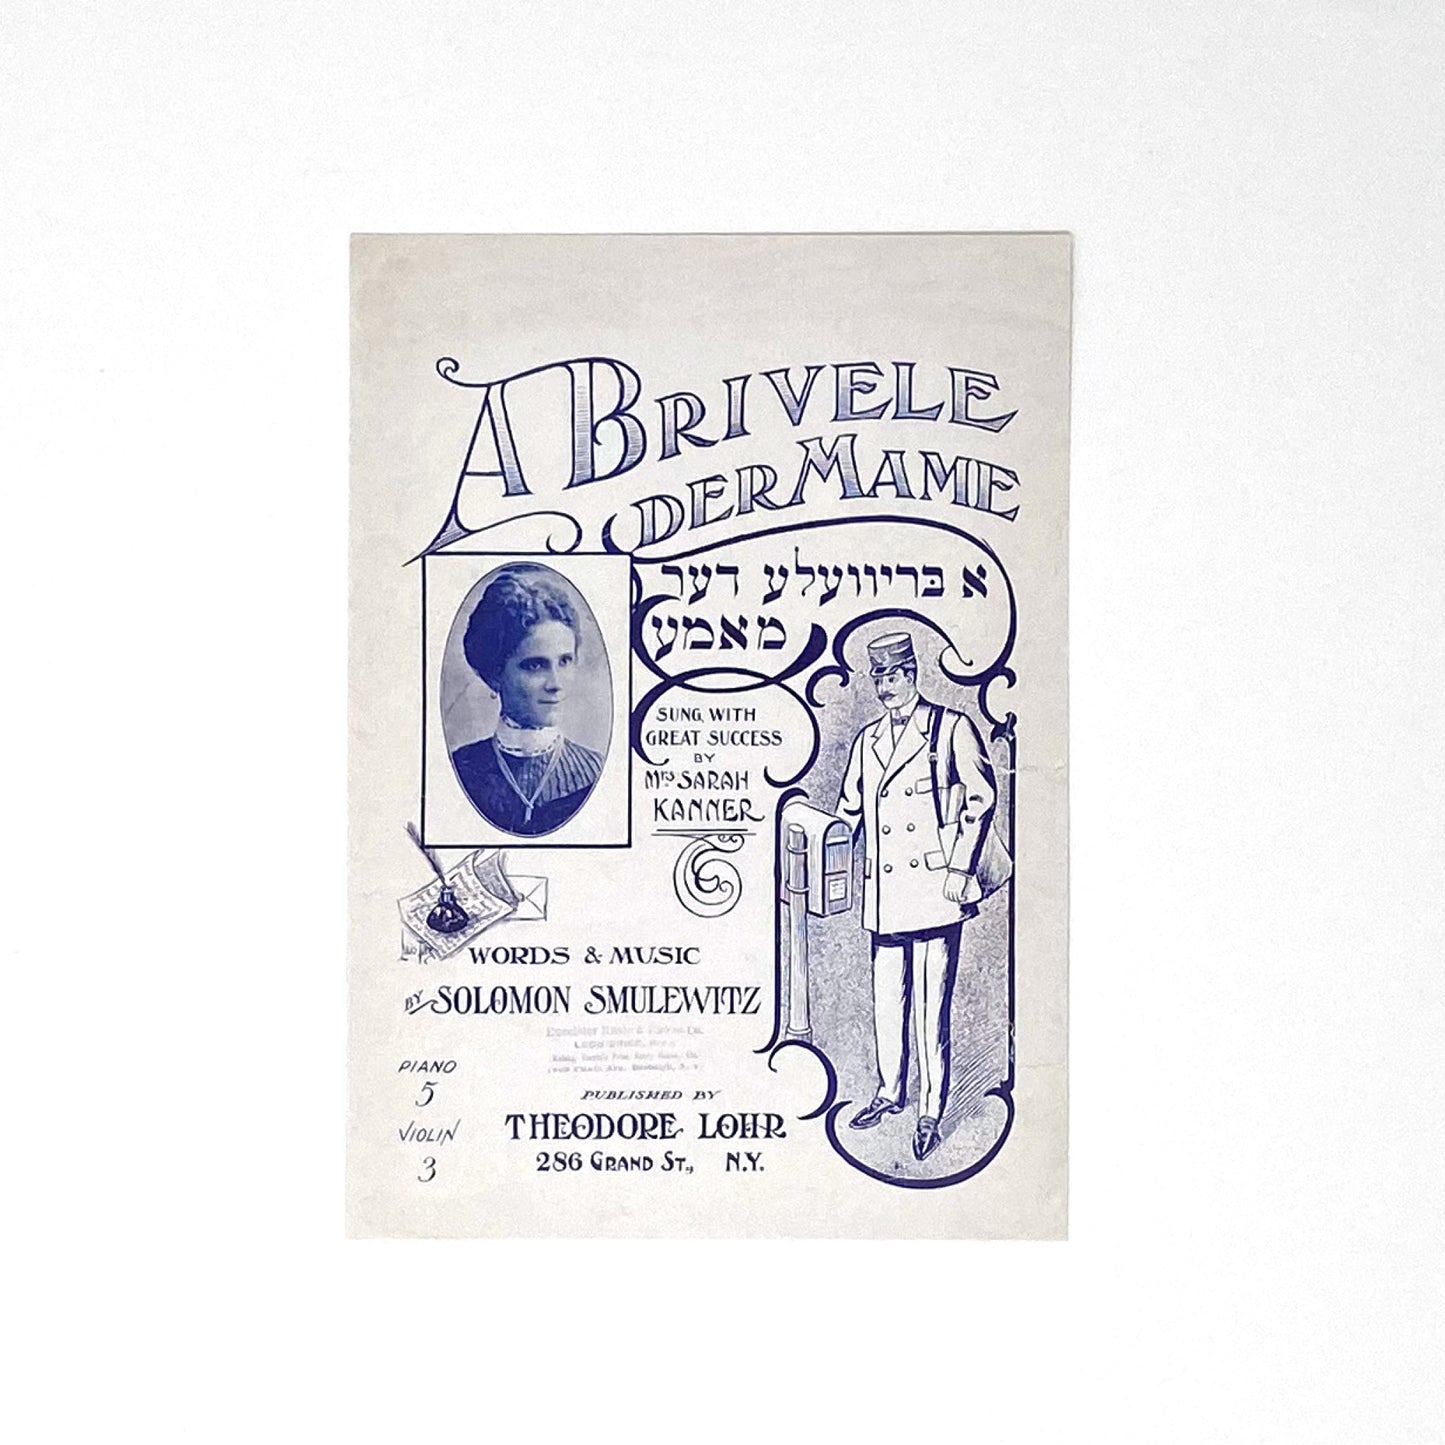 A BRIVELE
DER MAME
א בריוועלע דער
מאמע
SUNG, WITH
GREAT SUCCESS
BY
Mrs SARAH
KANNER
WORDS & MUSIC
BY SOLOMON SMULEWITZ
PIANO
5
VIOLIN
3
PUBLISHED BY
THEODORE LOHR
286 GRAND ST., N.Y.